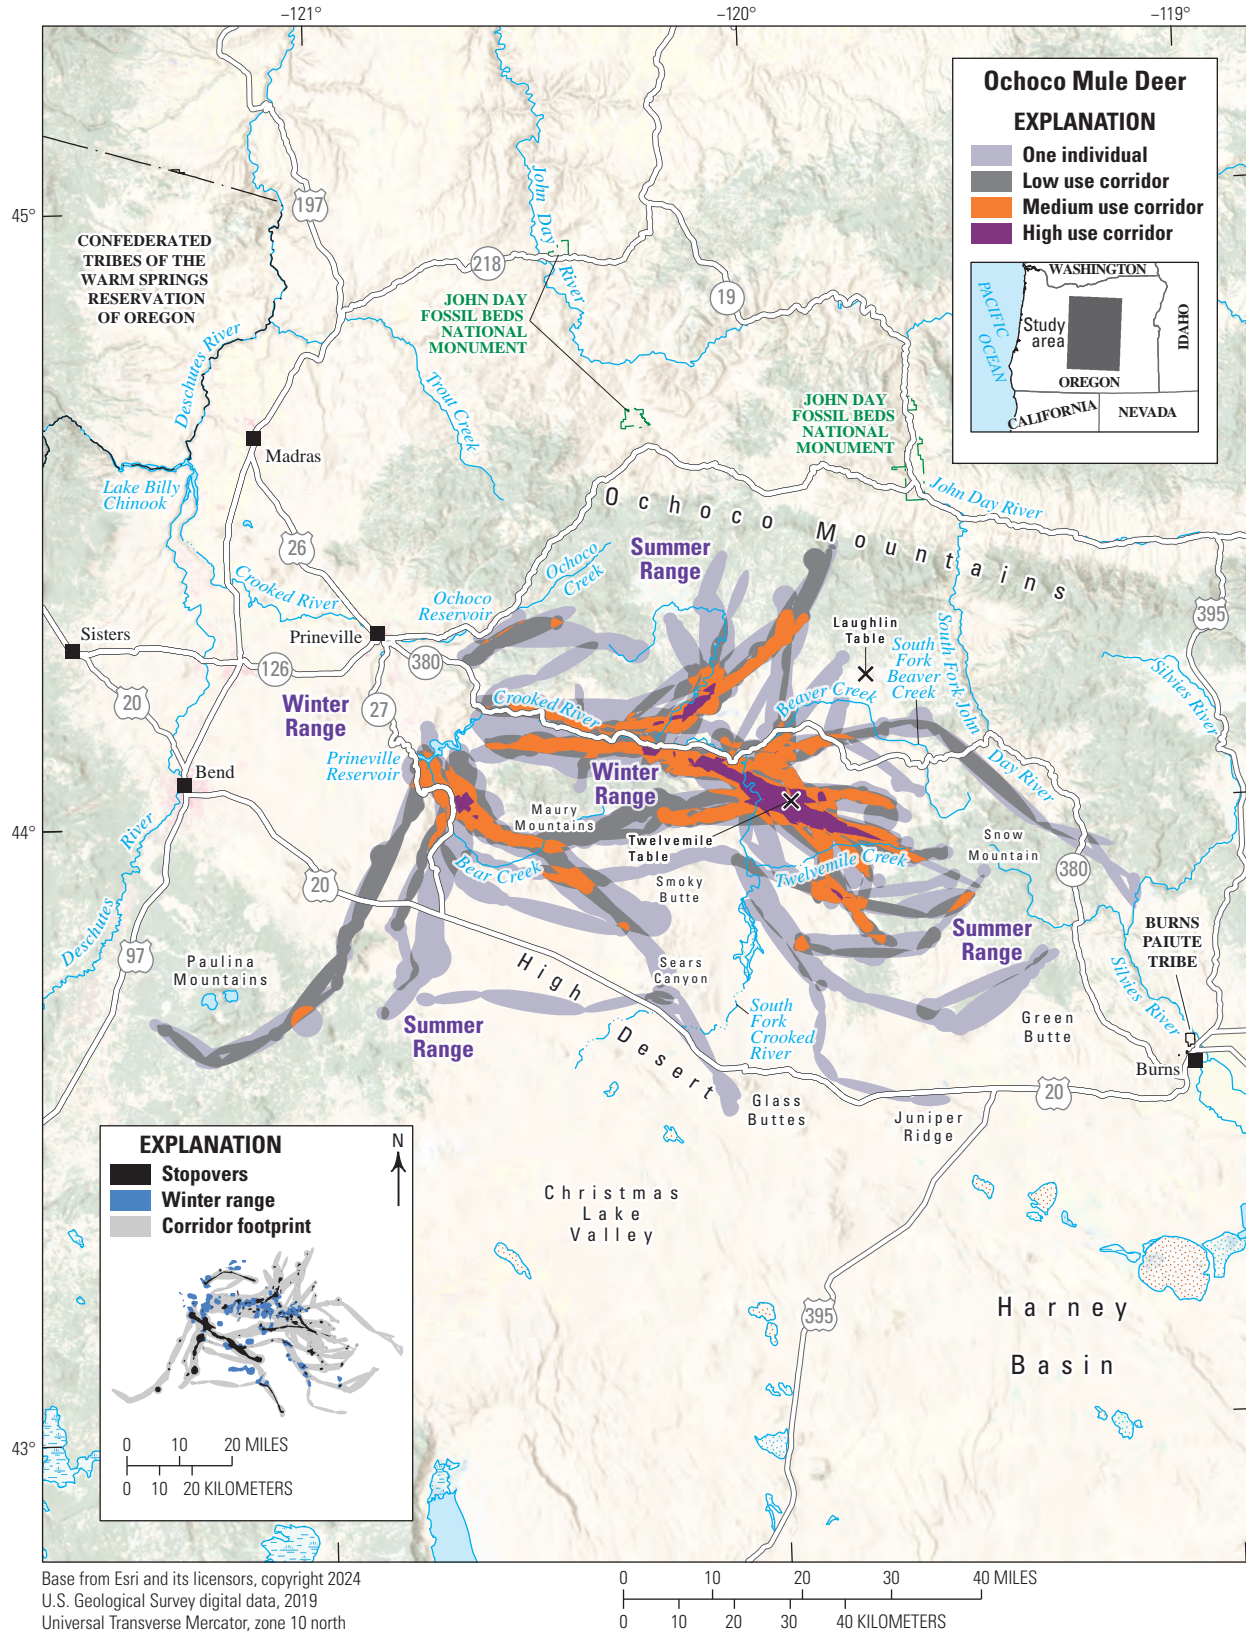 –121°
–120°
–119°
45°
44°
43°
Ochoco Mule Deer
EXPLANATION
One individual
Low use corridor
Medium use corridor
High use corridor
WASHINGTON
PACIFIC
OCEAN
Study
area
IDAHO
OREGON
CALIFORNIA
NEVADA
197
218
19
CONFEDERATED
TRIBES OF THE
WARM SPRINGS
RESERVATION
OF OREGON
John Day
River
JOHN DAY
FOSSIL BEDS
NATIONAL
MONUMENT
JOHN DAY
FOSSIL BEDS
NATIONAL
MONUMENT
Deschutes River
Trout Creek
Madras
Lake Billy
Chinook
John Day River
Ochoco Mountains
26
Crooked River
Ochoco
Creek
Ochoco
Reservoir
Summer
Range
Sisters
Prineville
126
380
Laughlin
Table
South
Fork
Beaver
Creek
South Fork John
Day River
395
Silvies River
20
Winter
Range
27
Crooked River
Beaver Creek
Bend
Prineville
Reservoir
Winter
Range
Maury
Mountains
Twelvemile
Table
Snow
Mountain
Deschutes
River
20
Bear Creek
Smoky
Butte
Twelvemile Creek
380
97
Paulina
Mountains
High
Desert
Sears
Canyon
Summer
Range
BURNS
PAIUTE
TRIBE
Silvies River
Summer
Range
South
Fork
Crooked
River
Green
Butte
Burns
Glass
Buttes
20
Juniper
Ridge
EXPLANATION
N
Stopovers
Winter range
Corridor footprint
0 10 20 MILES
0 10 20 KILOMETERS
Christmas
Lake
Valley
395
Harney
Basin
Base from Esri and its licensors, copyright 2024
U.S. Geological Survey digital data, 2019
Universal Transverse Mercator, zone 10 north
0 10 20 30 40 MILES
0 10 20 30 40 KILOMETERS